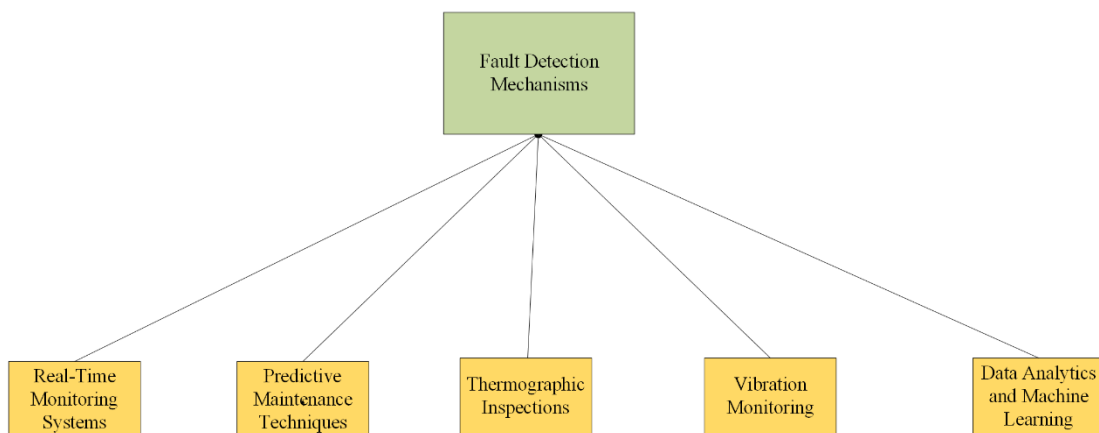 Fault Detection
Mechanisms
Real-Time
Monitoring
Systems
Predictive
Maintenance
Techniques
Thermographic
Inspections
Vibration
Monitoring
Data Analytics
and Machine
Learning